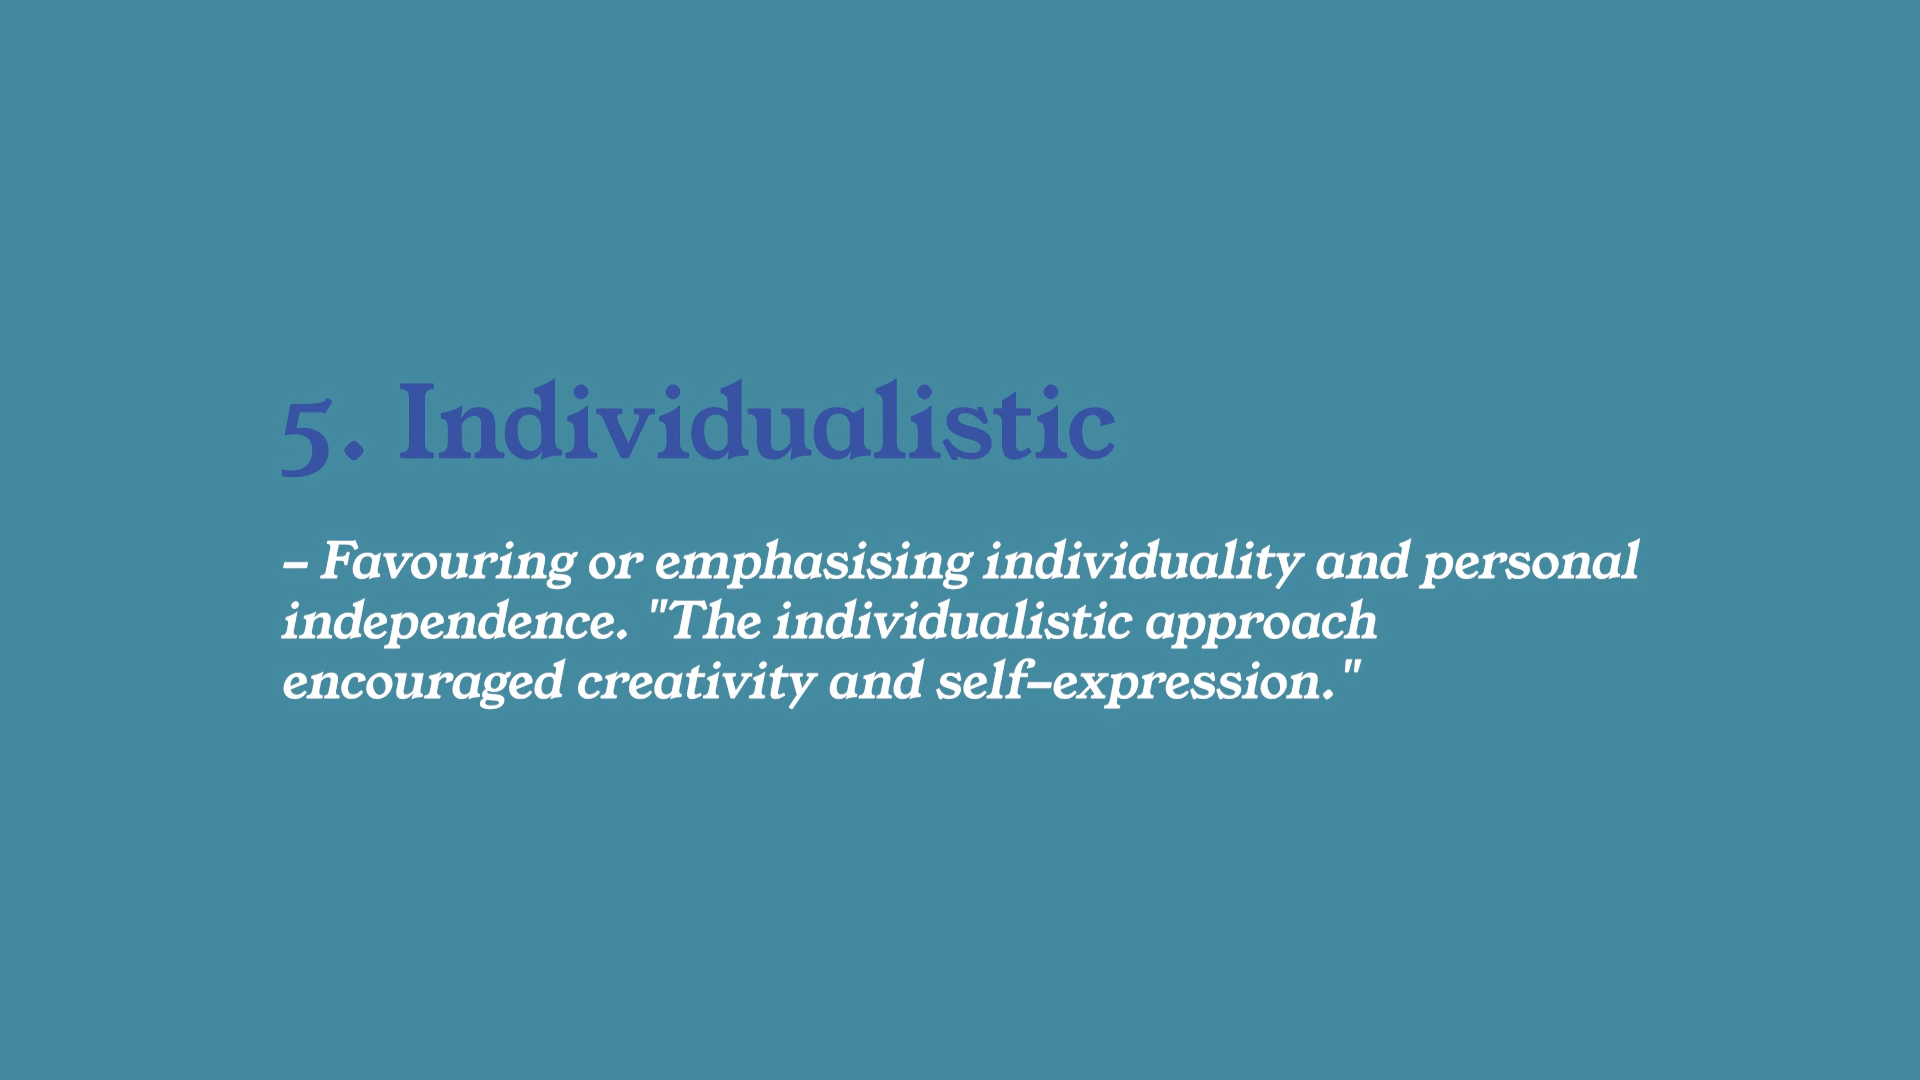 5. Individualistic
– Favouring or emphasising individuality and personal
independence. "The individualistic approach
encouraged creativity and self–expression."